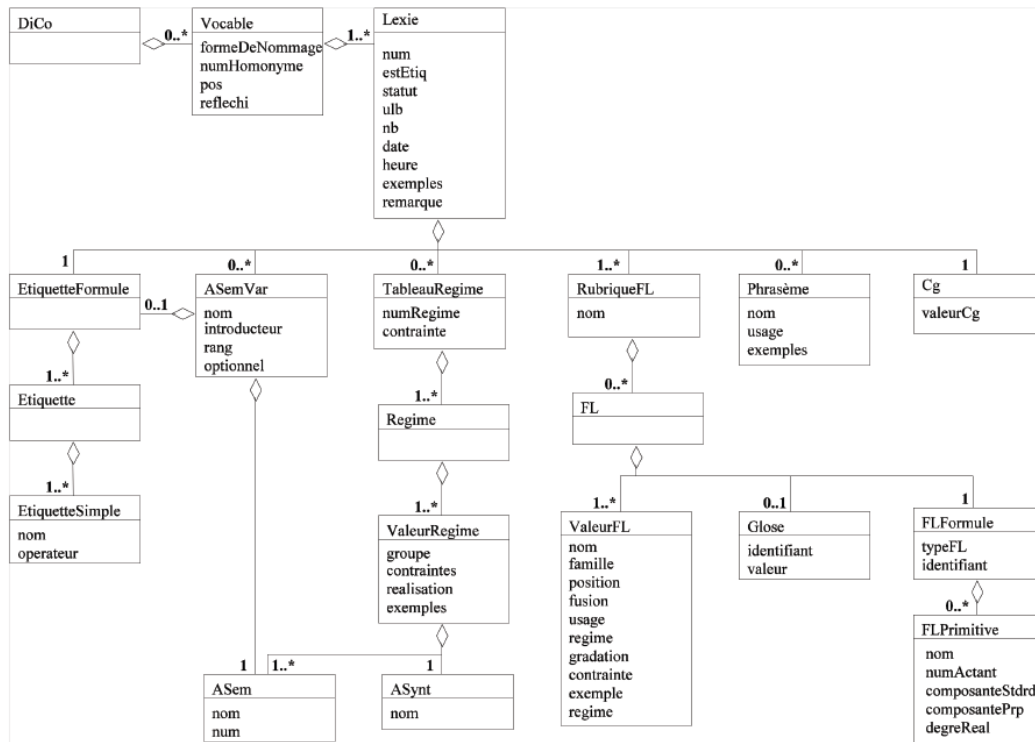 DiCo
0..*
Vocable
formeDeNommage
numHomonyme
pos
reflechi
1..*
Lexie
num
estEtiq
statut
ulb
nb
date
heure
exemples
remarque
1
0..*
0..*
1..*
0..*
1
EtiquetteFormule
0..1
ASemVar
nom
introducteur
rang
optionnel
TableauRegime
numRegime
contrainte
RubriqueFL
nom
Phrasème
nom
usage
exemples
Cg
valeurCg
1..*
Etiquette
1..*
EtiquetteSimple
nom
operateur
1..*
Regime
1..*
ValeurRegime
groupe
contraintes
realisation
exemples
0..*
FL
1..*
0..1
1
ValeurFL
nom
famille
position
fusion
usage
regime
gradation
contrainte
exemple
regime
Glose
identifiant
valeur
FLFormule
typeFL
identifiant
0..*
FLPrimitive
nom
numActant
composanteStdrd
composantePrp
degreReal
1
1..*
1
ASem
nom
num
ASynt
nom